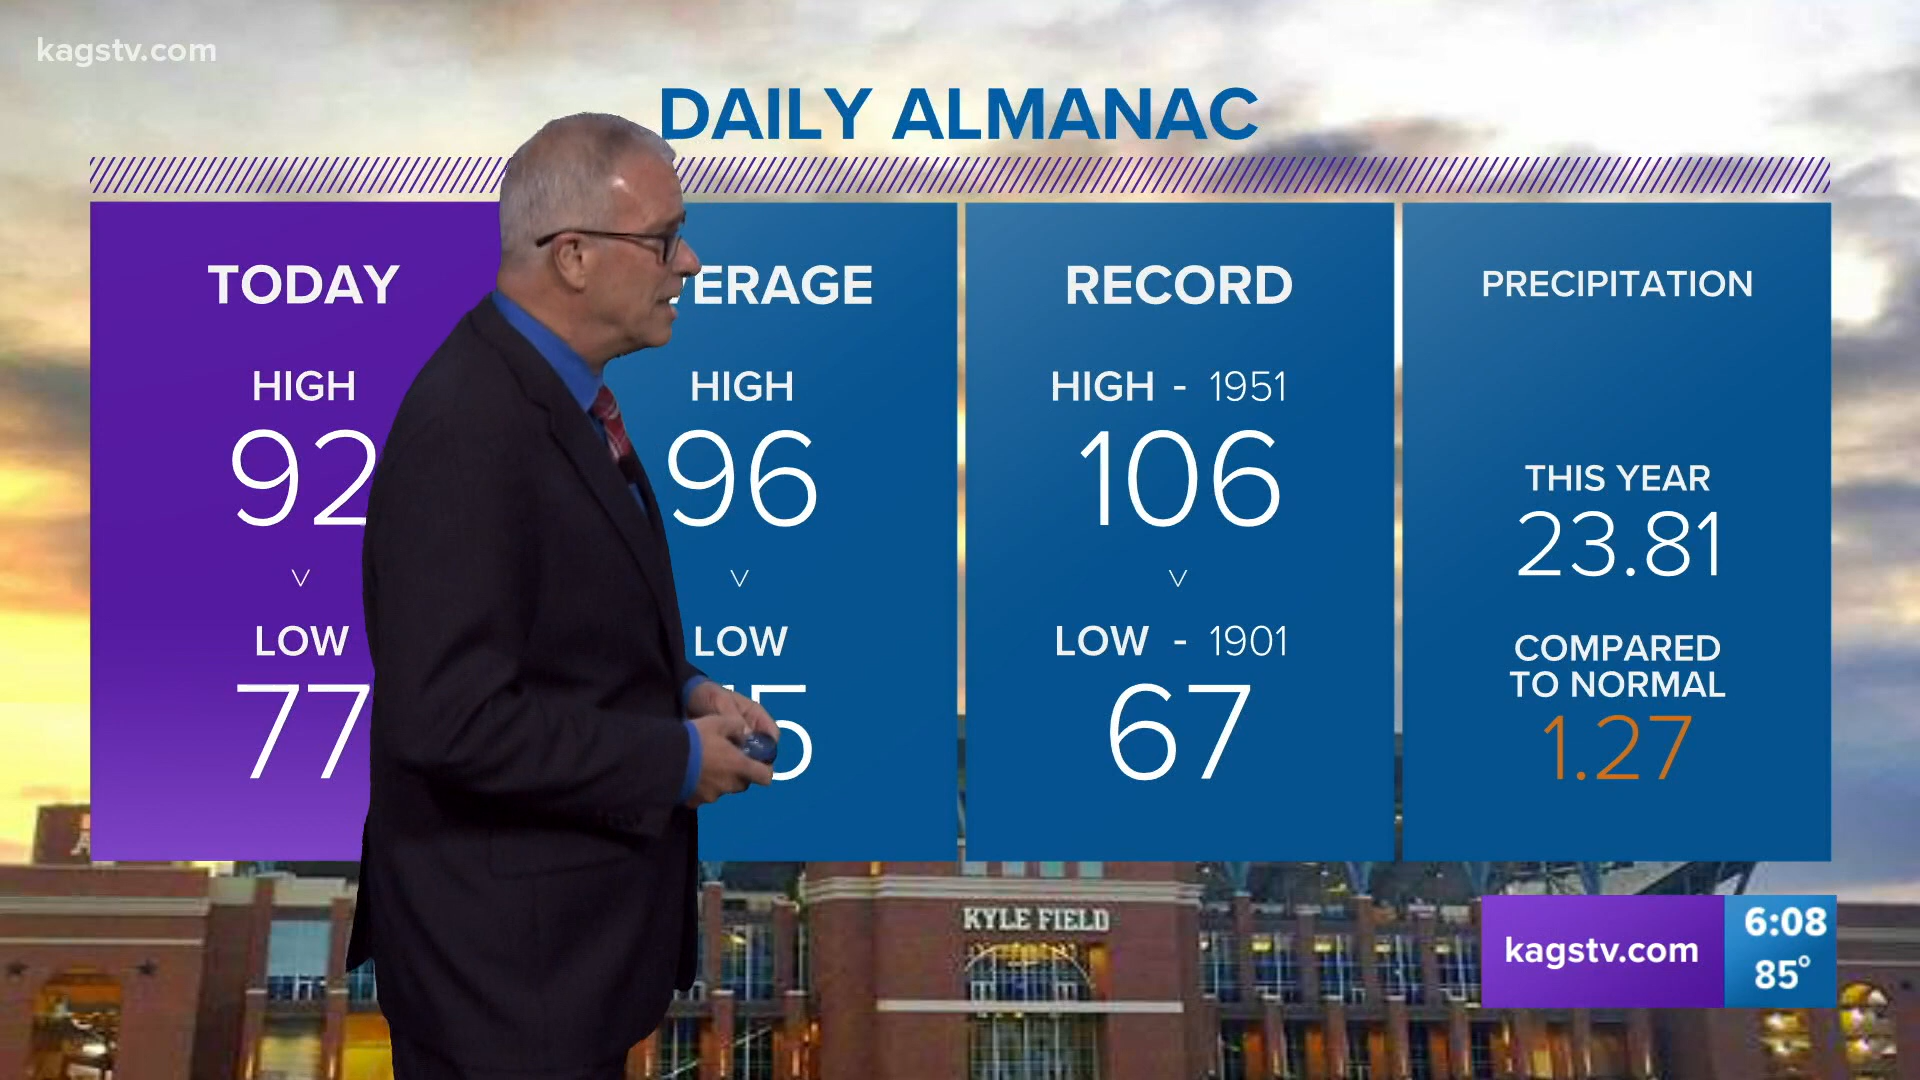 kagstv.com
DAILY ALMANAC
TODAY
HIGH
92
LOW
77
HIGH
96
LOW
RECORD
HIGH - 1951
106
LOW - 1901
67
PRECIPITATION
THIS YEAR
23.81
COMPARED
TO NORMAL
1.27
KYLE FIELD
kagstv.com
6:08
85°